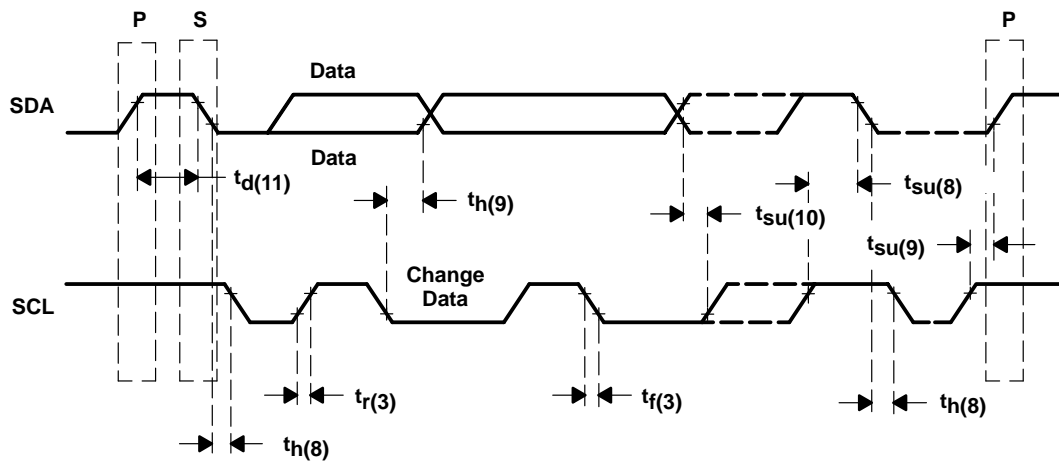 P
S
P
Data
SDA
Data
td(11)
th(9)
tsu(10)
tsu(8)
tsu(9)
SCL
Change
Data
tr(3)
tf(3)
th(8)
th(8)